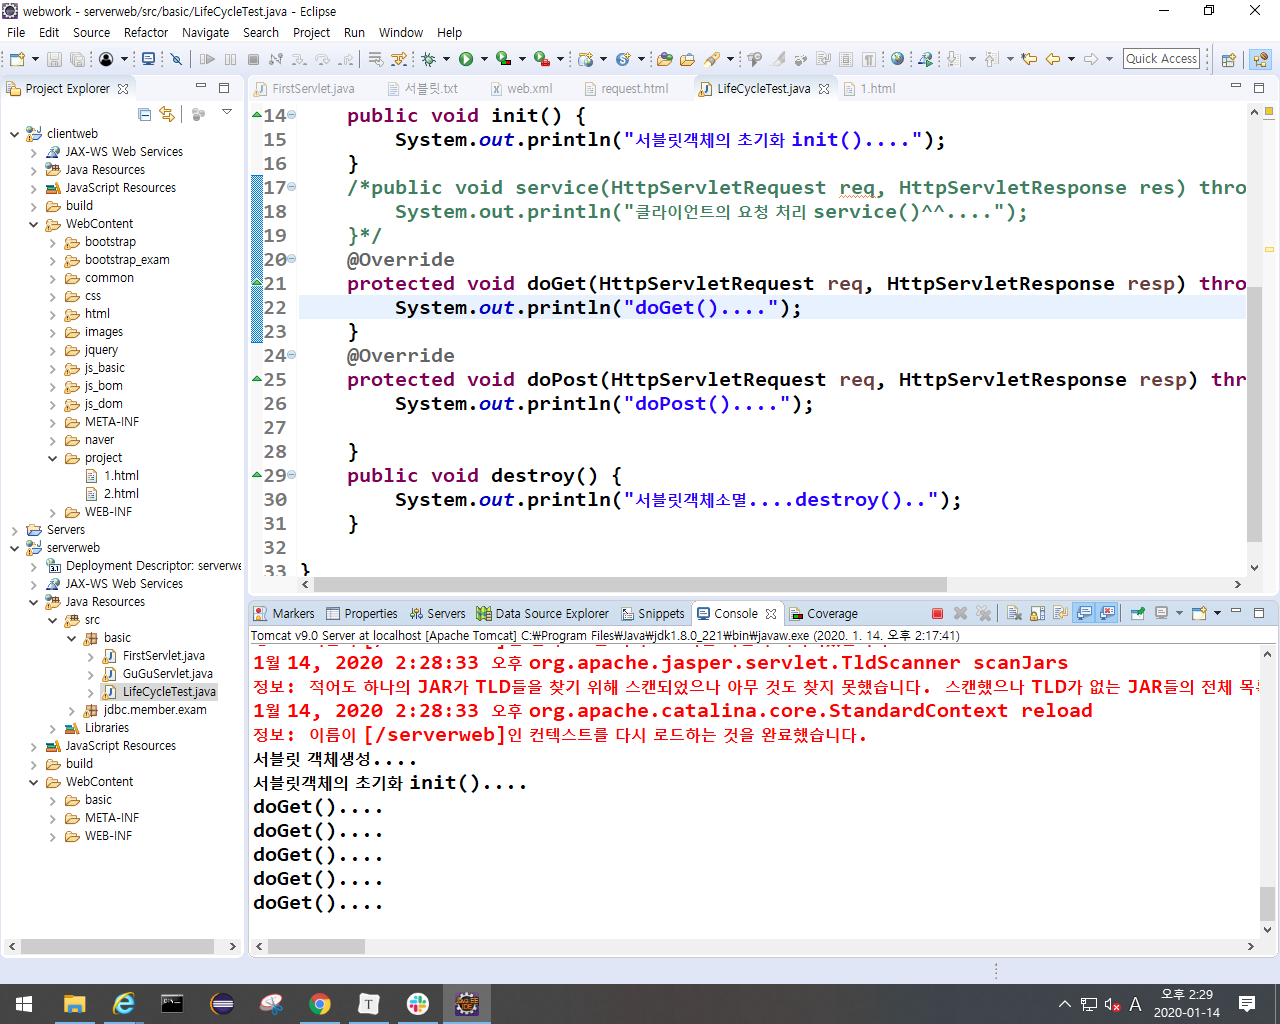 webwork - serverweb/src/basic/LifeCycleTest.java - Eclipse
File Edit Source Refactor Navigate Search Project Run Window Help
Quick Access
Project Explorer
clientweb
JAX-WS Web Services
Java Resources
JavaScript Resources
build
WebContent
bootstrap
bootstrap_exam
common
css
html
images
jquery
js_basic
js_bom
js_dom
META-INF
naver
project
1.html
2.html
WEB-INF
Servers
serverweb
Deployment Descriptor: serverwe
JAX-WS Web Services
Java Resources
src
basic
FirstServlet.java
GuGuServlet.java
LifeCycleTest.java
jdbc.member.exam
Libraries
JavaScript Resources
build
WebContent
basic
META-INF
WEB-INF
FirstServlet.java 서블릿.txt web.xml request.html LifeCycleTest.java 1.html
14 public void init() {
15 System.out.println("서블릿객체의 초기화 init()....");
16 }
17 /*public void service(HttpServletRequest req, HttpServletResponse res) thro
18 System.out.println("클라이언트의 요청 처리 service()^^....");
19 }*/
20 @Override
21 protected void doGet(HttpServletRequest req, HttpServletResponse resp) thro
22 System.out.println("doGet()....");
23 }
24 @Override
25 protected void doPost(HttpServletRequest req, HttpServletResponse resp) thr
26 System.out.println("doPost()....");
27
28 }
29 public void destroy() {
30 System.out.println("서블릿객체소멸....destroy()..");
31 }
32
33 }
Markers Properties Servers Data Source Explorer Snippets Console Coverage
Tomcat v9.0 Server at localhost [Apache Tomcat] C:₩Program Files₩Java₩jdk1.8.0_221₩bin₩javaw.exe (2020. 1. 14. 오후 2:17:41)
1월 14, 2020 2:28:33 오후 org.apache.jasper.servlet.TldScanner scanJars
정보: 적어도 하나의 JAR가 TLD들을 찾기 위해 스캔되었으나 아무 것도 찾지 못했습니다. 스캔했으나 TLD가 없는 JAR들의 전체 목
1월 14, 2020 2:28:33 오후 org.apache.catalina.core.StandardContext reload
정보: 이름이 [/serverweb]인 컨텍스트를 다시 로드하는 것을 완료했습니다.
서블릿 객체생성....
서블릿객체의 초기화 init()....
doGet()....
doGet()....
doGet()....
doGet()....
doGet()....
A
오후 2:29
2020-01-14